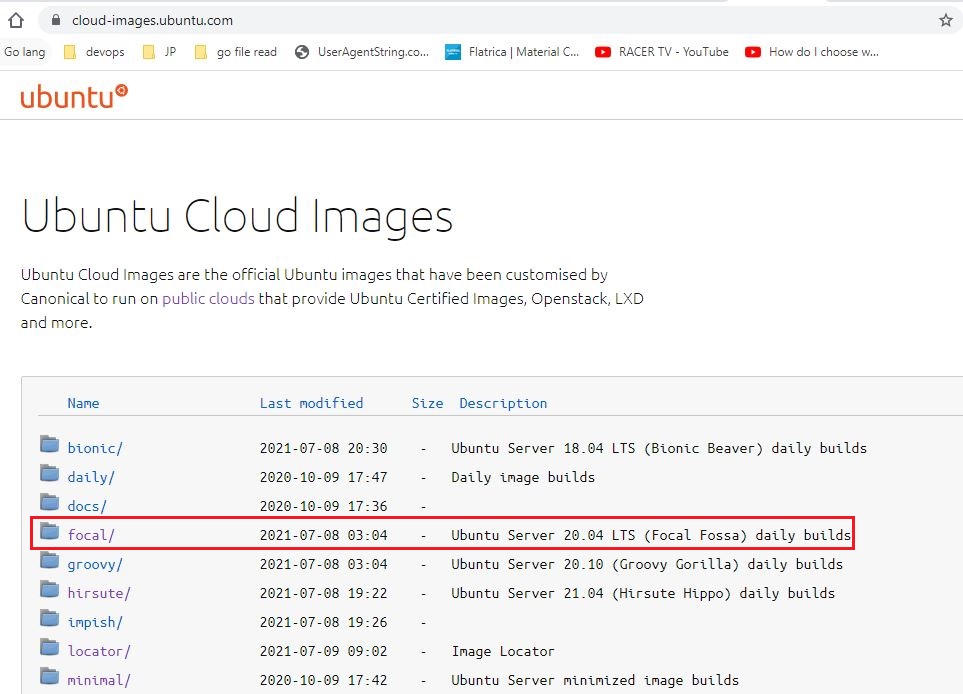 cloud-images.ubuntu.com
Go lang devops JP go file read UserAgentString.co... Flatrica | Material C... RACER TV - YouTube How do I choose w...
ubuntu
Ubuntu Cloud Images
Ubuntu Cloud Images are the official Ubuntu images that have been customised by
Canonical to run on public clouds that provide Ubuntu Certified Images, Openstack, LXD
and more.
Name Last modified Size Description
bionic/ 2021-07-08 20:30 - Ubuntu Server 18.04 LTS (Bionic Beaver) daily builds
daily/ 2020-10-09 17:47 - Daily image builds
docs/ 2020-10-09 17:36 -
focal/ 2021-07-08 03:04 - Ubuntu Server 20.04 LTS (Focal Fossa) daily builds
groovy/ 2021-07-08 03:04 - Ubuntu Server 20.10 (Groovy Gorilla) daily builds
hirsute/ 2021-07-08 19:22 - Ubuntu Server 21.04 (Hirsute Hippo) daily builds
impish/ 2021-07-08 19:26 -
locator/ 2021-07-09 09:02 - Image Locator
minimal/ 2020-10-09 17:42 - Ubuntu Server minimized image builds